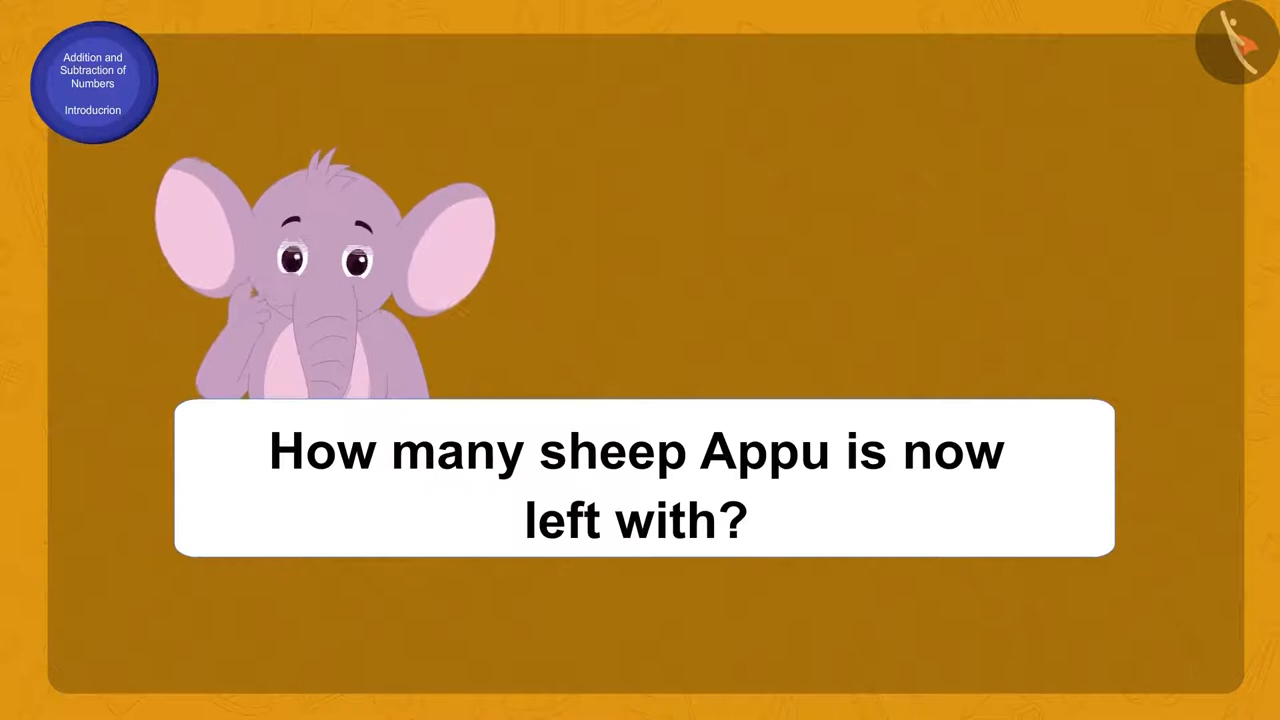 Addition and
Subtraction of
Numbers
Introducrion
How many sheep Appu is now
left with?